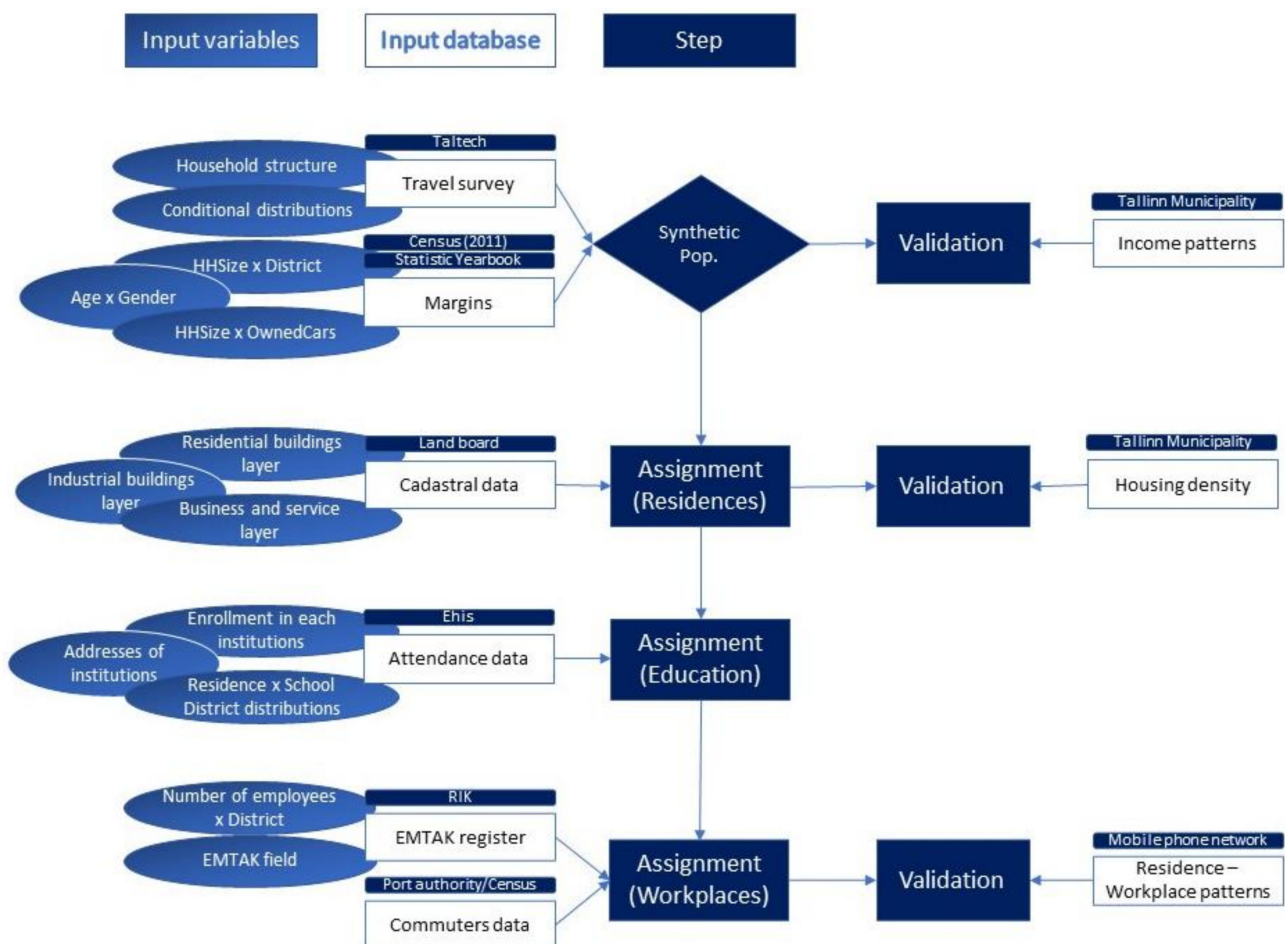 Input variables
Input database
Step
Taltech
Household structure
Travel survey
Conditional distributions
Census (2011)
Statistic Yearbook
HHSize x District
Age x Gender
Margins
HHSize x OwnedCars
Synthetic
Pop.
Validation
Tallinn Municipality
Income patterns
Residential buildings
layer
Industrial buildings
layer
Business and service
layer
Land board
Cadastral data
Assignment
(Residences)
Validation
Tallinn Municipality
Housing density
Enrollment in each
institutions
Addresses of
institutions
Residence x School
District distributions
Ehis
Attendance data
Assignment
(Education)
Number of employees
x District
EMTAK field
RIK
EMTAK register
Port authority/Census
Commuters data
Assignment
(Workplaces)
Validation
Mobile phone network
Residence –
Workplace patterns